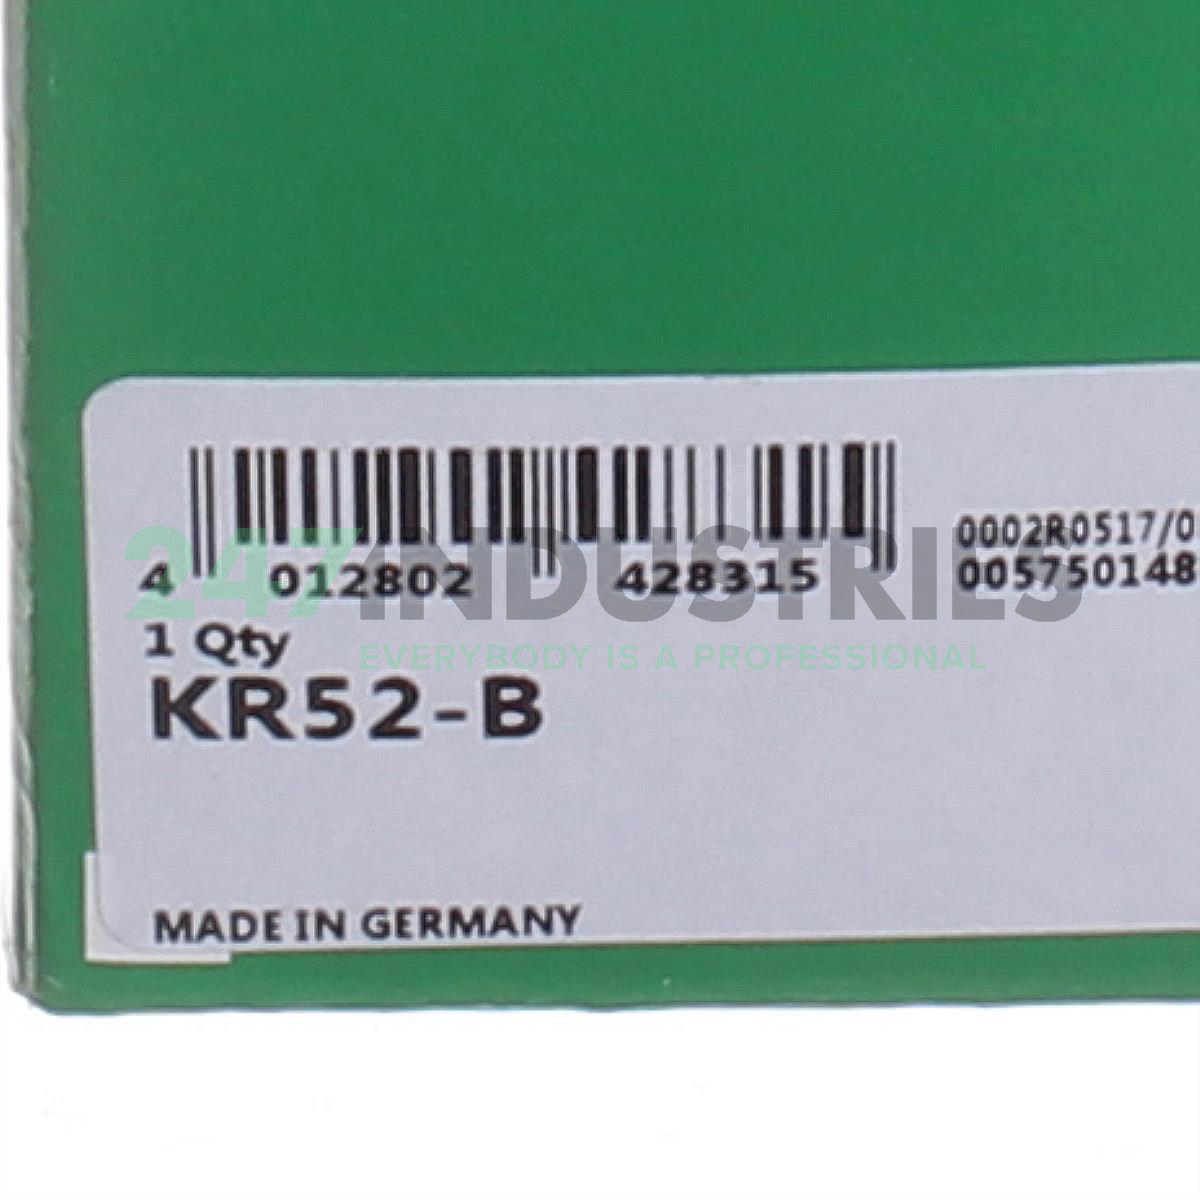 4 012802 428315
0002R0517/0
005750148
247INDUSTRIES
EVERYBODY IS A PROFESSIONAL
1 Qty
KR52-B
MADE IN GERMANY